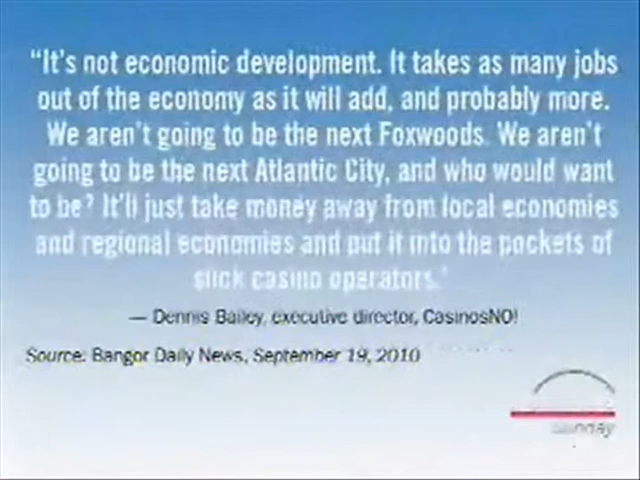 “It's not economic development. It takes as many jobs
out of the economy as it will add, and probably more.
We aren't going to be the next Foxwoods. We aren't
going to be the next Atlantic City, and who would want
to be? It'll just take money away from local economies
and regional economies and put it into the pockets of
slick casino operators."
— Dennis Bailey, executive director, CasinosNO!
Source: Bangor Daily News, September 19, 2010
Sunday